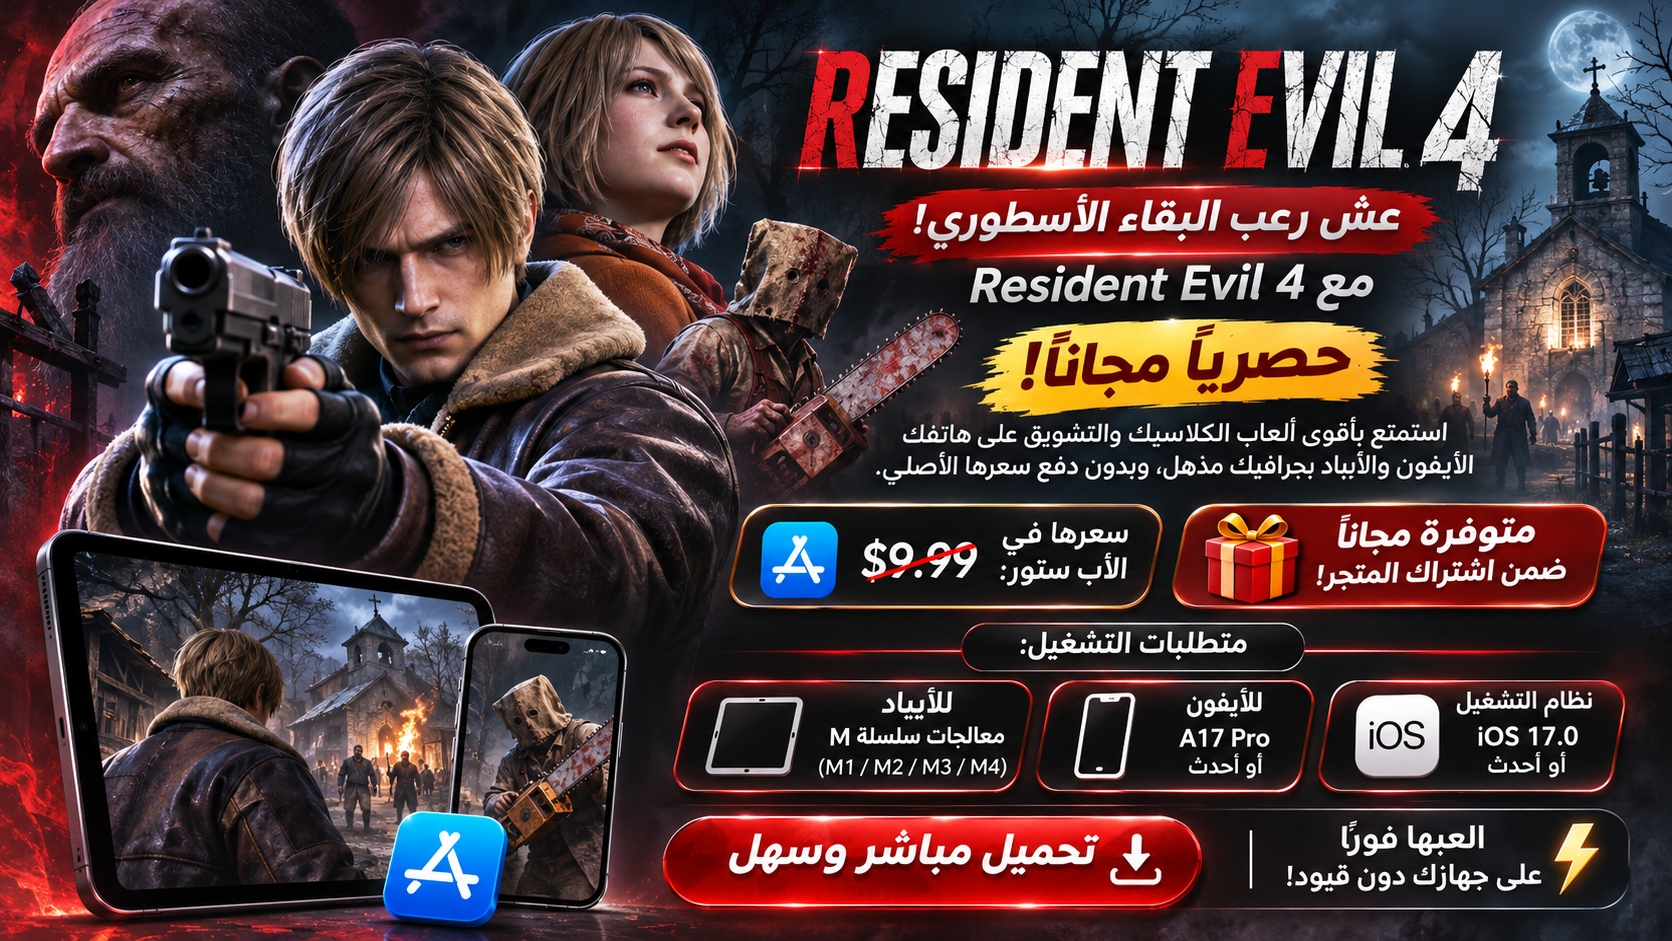 RESIDENT EVIL 4
عش رعب البقاء الأسطوري!
مع Resident Evil 4
حصرياً مجاناً!
استمتع بأقوى ألعاب الكلاسيك والتشويق على هاتفك
الأيفون والأيباد بجرافيك مذهل، وبدون دفع سعرها الأصلي.
متوفرة مجاناً
ضمن اشتراك المتجر!
سعرها في
الأب ستور:
$9.99
متطلبات التشغيل:
نظام التشغيل
iOS 17.0
أو أحدث
iOS
للأيفون
A17 Pro
أو أحدث
للأيباد
معالجات سلسلة M
(M1 / M2 / M3 / M4)
العبها فورًا
على جهازك دون قيود!
تحميل مباشر وسهل